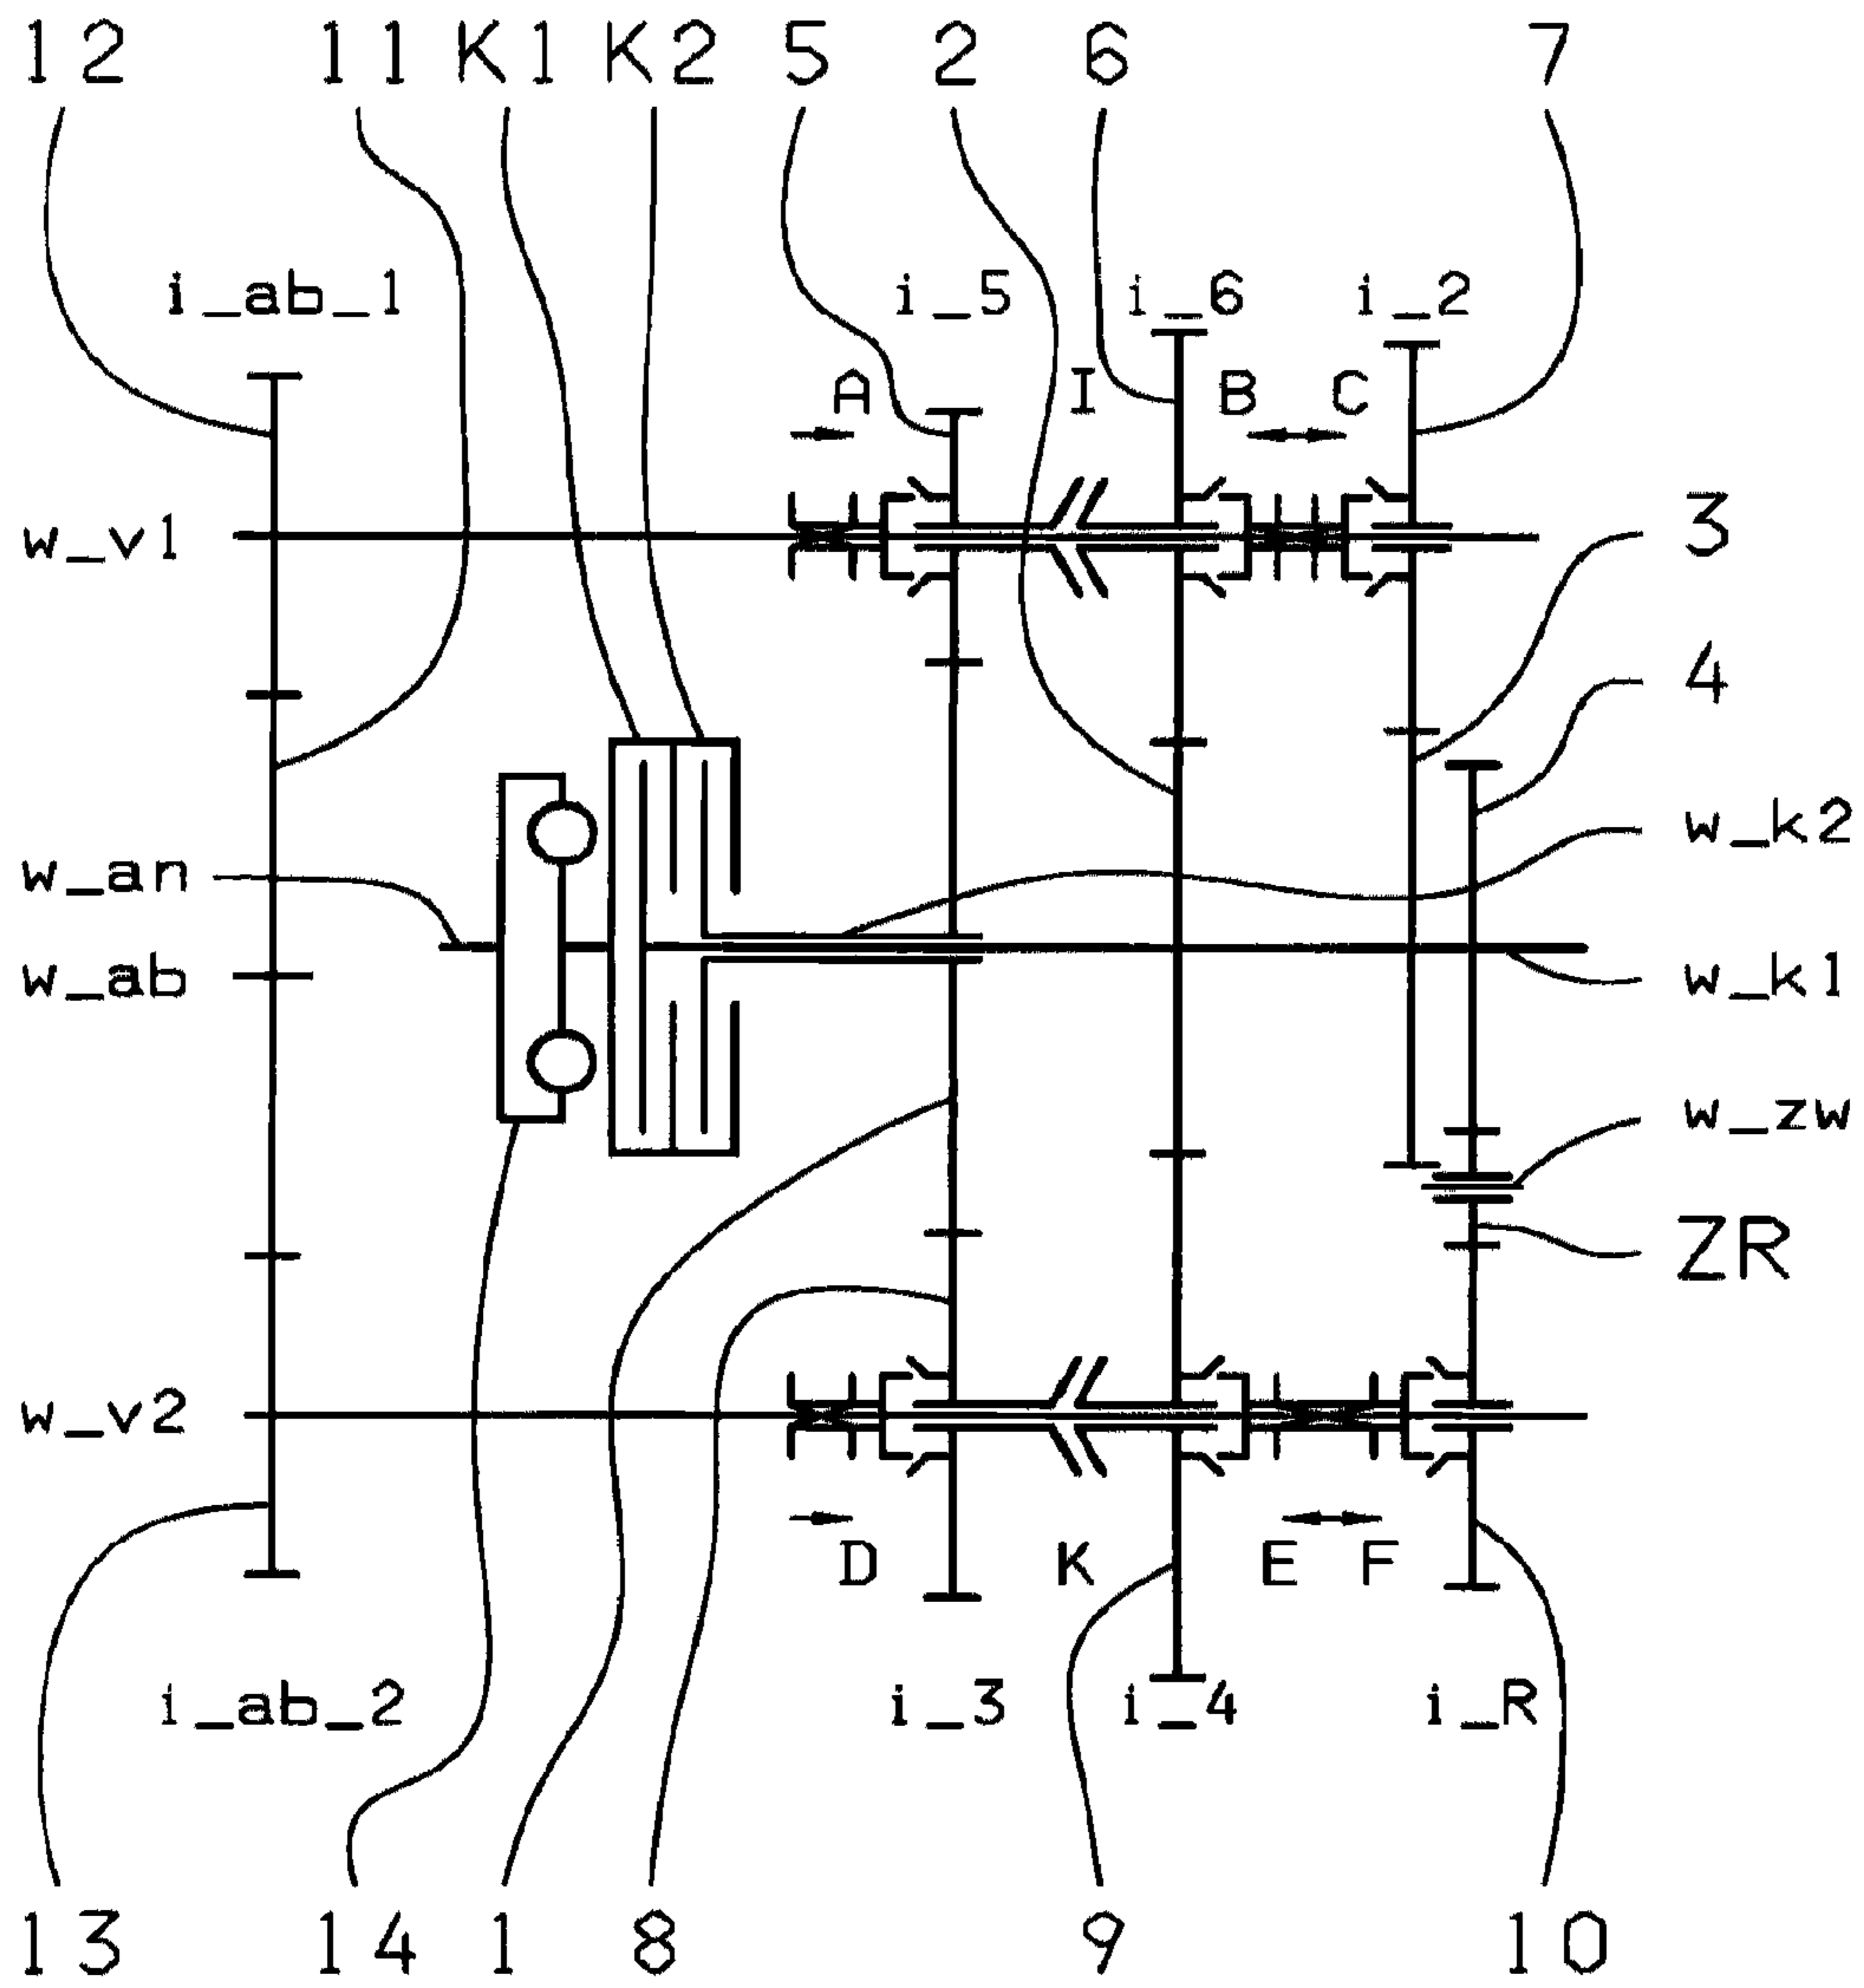 12 11 K1 K2 5 2 6 7
i_ab_1 i_5 i_6 i_2
A I B C
w_v1 3
4
w_k2
w_an
w_ab w_k1
w_zw
ZR
w_v2
D K E F
i_ab_2 i_3 i_4 i_R
13 14 1 8 9 10